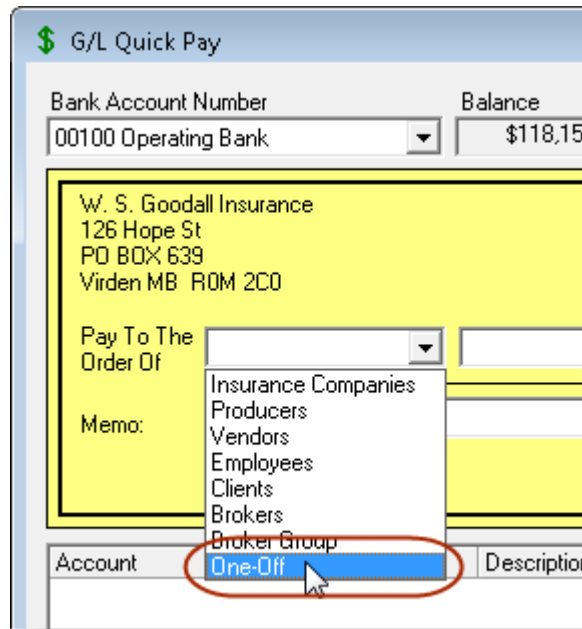 $ G/L Quick Pay
Bank Account Number
Balance
00100 Operating Bank
$118,15
W. S. Goodall Insurance
126 Hope St
PO BOX 639
Virden MB R0M 2C0
Pay To The
Order Of
Memo:
Insurance Companies
Producers
Vendors
Employees
Clients
Brokers
Broker Group
One-Off
Account
Description